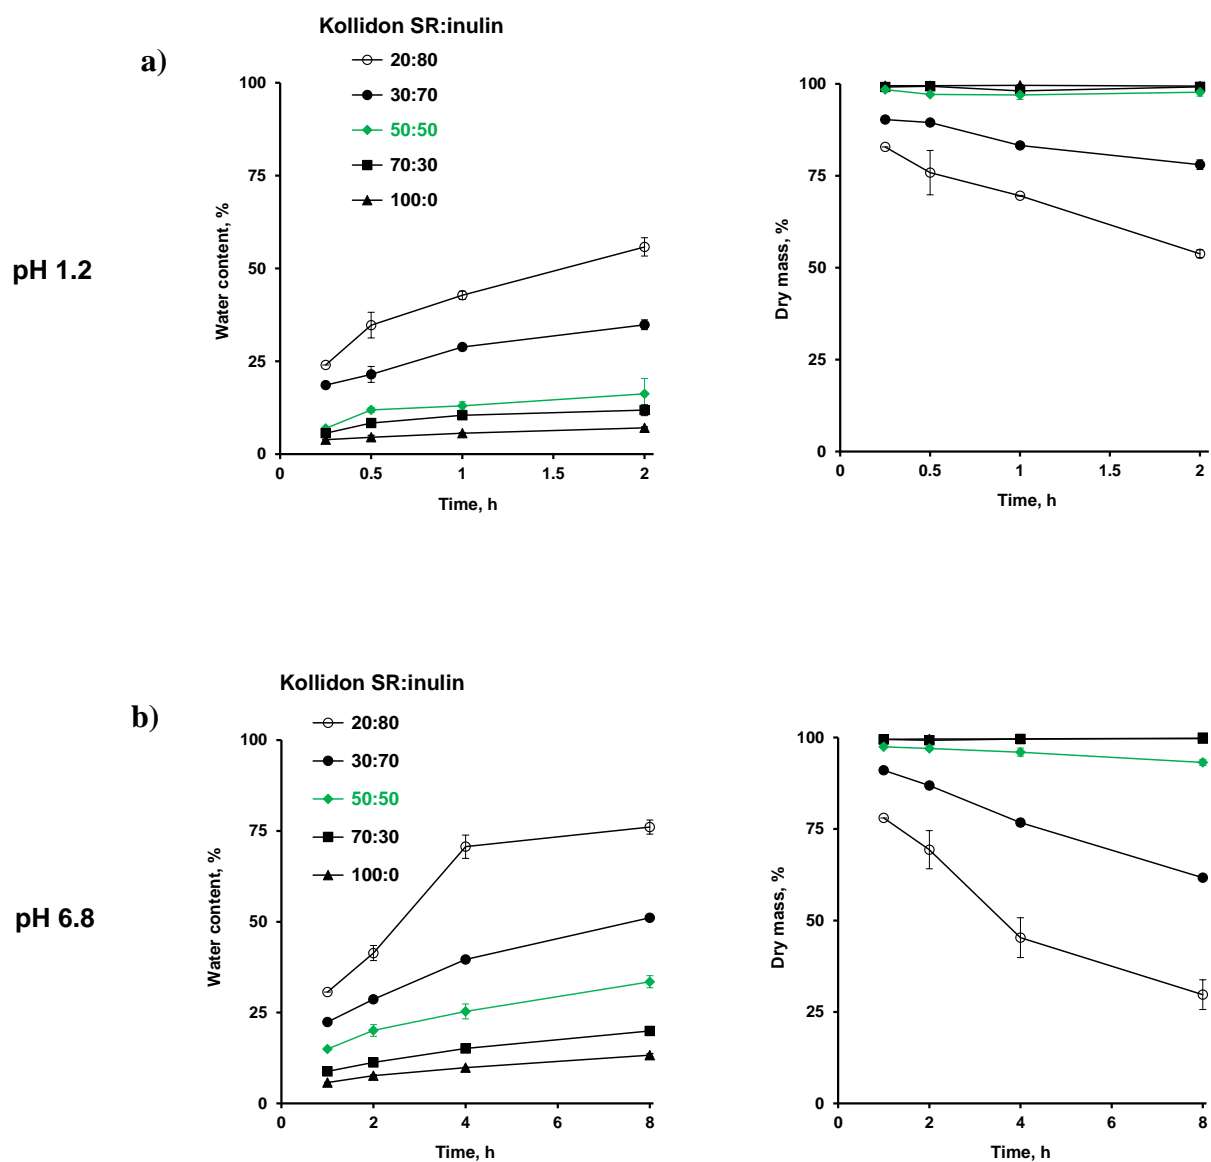 Kollidon SR:inulin
a)
20:80
30:70
50:50
70:30
100:0
pH 1.2
Water content, %
100
75
50
25
0
0 0.5 1 1.5 2
Time, h
Dry mass, %
100
75
50
25
0
0 0.5 1 1.5 2
Time, h
Kollidon SR:inulin
b)
20:80
30:70
50:50
70:30
100:0
pH 6.8
Water content, %
100
75
50
25
0
0 2 4 6 8
Time, h
Dry mass, %
100
75
50
25
0
0 2 4 6 8
Time, h